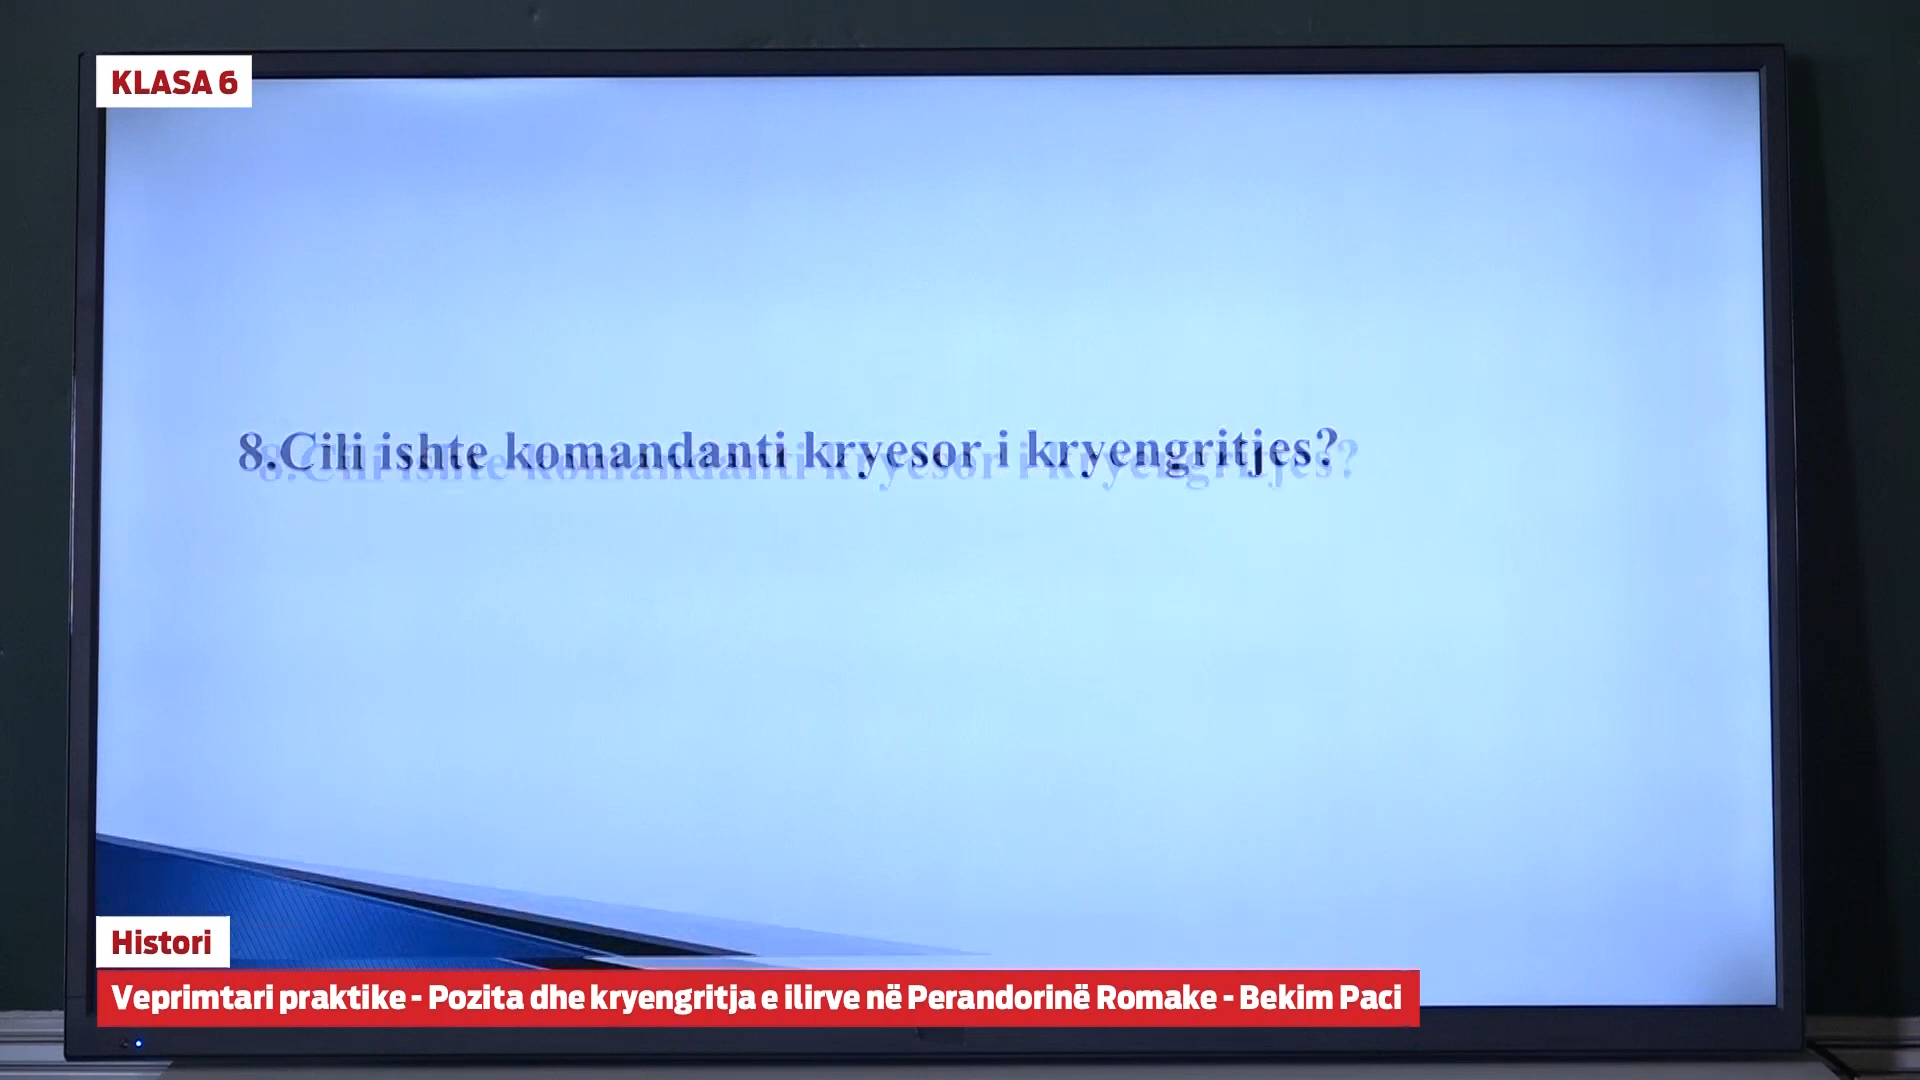 KLASA 6
8.Cili ishte komandanti kryesor i kryengritjes?
Histori
Veprimtari praktike - Pozita dhe kryengritja e ilirve në Perandorinë Romake - Bekim Paci